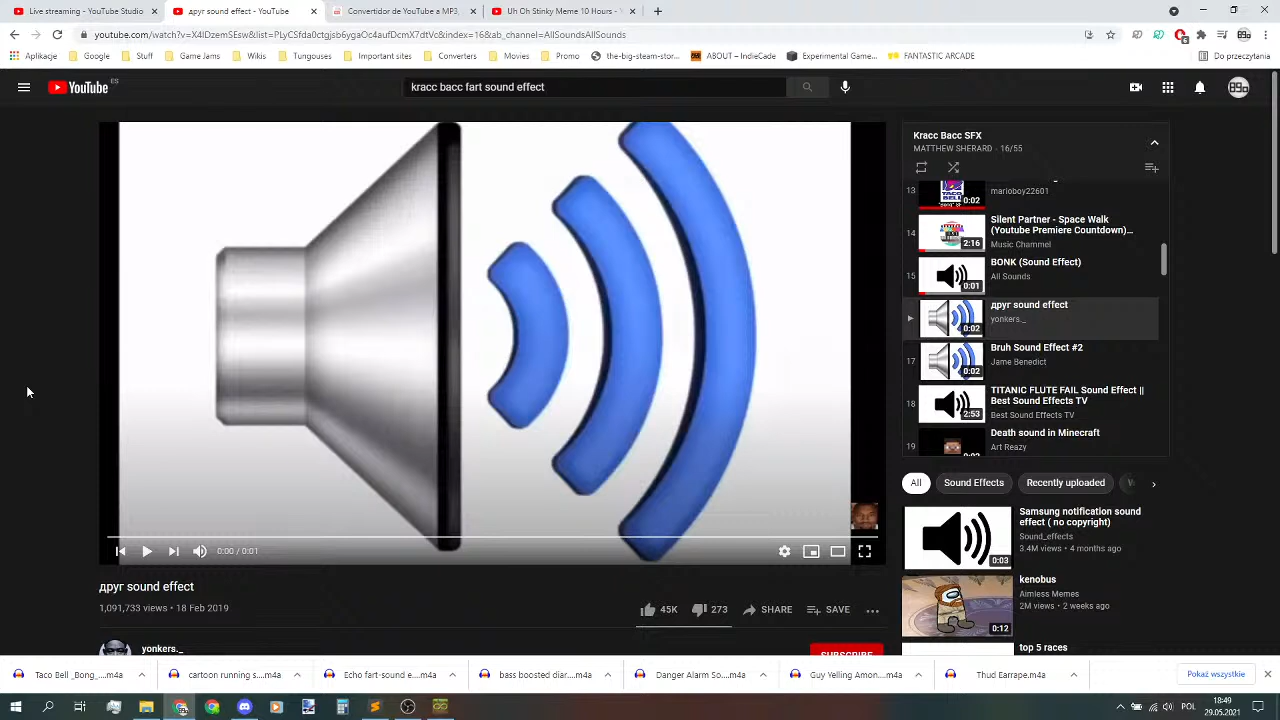 Live streaming - YouTube Studio
друг sound effect - YouTube
Convertidor de YouTube a MP3,
Uh Oh Stinky Meme 10 Hours - Y
youtube.com/watch?v=X4IDzemSEsw&list=PLyCSfda0ctgjsb6ygaOc4aufDcmX7dtVc&index=16&ab_channel=AllSoundsAllSounds
Aplikacje
Google
Stuff
Game Jams
Wikis
Tungouses
Important sites
Converters
Movies
Promo
the-big-steam-stor...
ABOUT – IndieCade
Experimental Game...
FANTASTIC ARCADE
Do przeczytania
YouTube ES
kracc bacc fart sound effect
Kracc Bacc SFX
MATTHEW SHERARD - 16/55
13
marioboy22601
0:02
14
Silent Partner - Space Walk
(Youtube Premiere Countdown)...
Music Chammel
2:16
15
BONK (Sound Effect)
All Sounds
0:01
друг sound effect
yonkers._
0:02
17
Bruh Sound Effect #2
Jame Benedict
0:02
18
TITANIC FLUTE FAIL Sound Effect ||
Best Sound Effects TV
Best Sound Effects TV
2:53
19
Death sound in Minecraft
Art Reazy
All
Sound Effects
Recently uploaded
Samsung notification sound
effect ( no copyright)
Sound_effects
3.4M views • 4 months ago
0:03
kenobus
Aimless Memes
2M views • 2 weeks ago
0:12
top 5 races
0:00 / 0:01
друг sound effect
1,091,733 views • 18 Feb 2019
45K
273
SHARE
SAVE
yonkers._
SUBSCRIBE
Taco Bell _Bong_....m4a
cartoon running s....m4a
Echo fart-sound e....m4a
bass boosted diar....m4a
Danger Alarm So....m4a
Guy Yelling Amon....m4a
Thud Earrape.m4a
Pokaż wszystkie
POL
18:49
29.05.2021